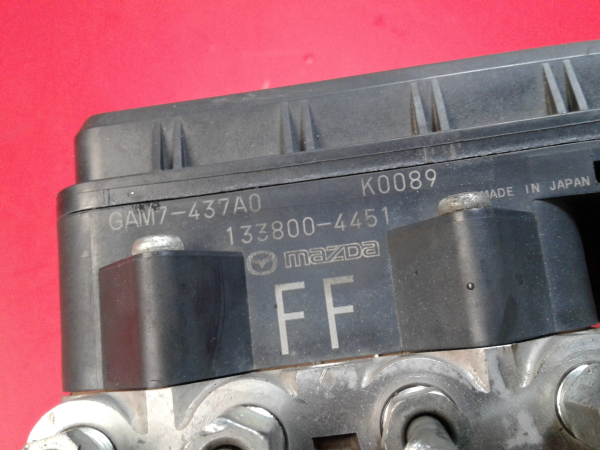 K0089
GAM7-437A0
MADE IN JAPAN
133800-4451
mazda
FF